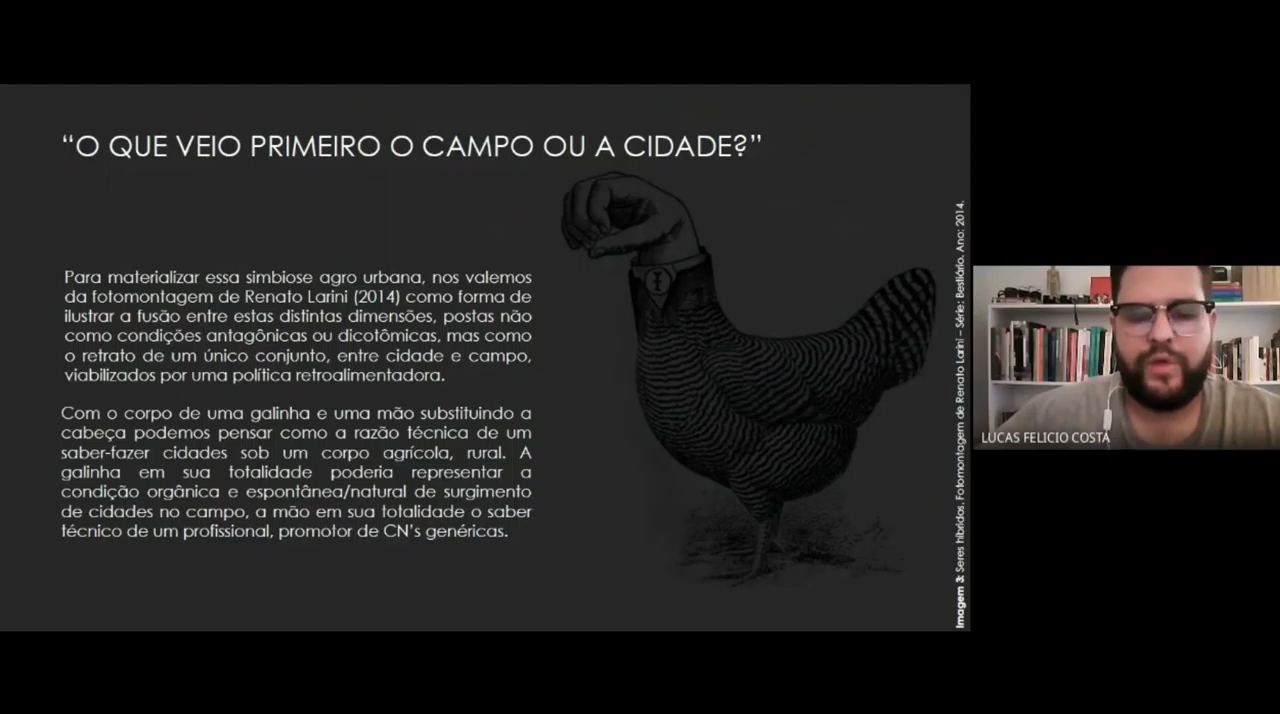 “O QUE VEIO PRIMEIRO O CAMPO OU A CIDADE?”
Para materializar essa simbiose agro urbana, nos valemos
da fotomontagem de Renato Larini (2014) como forma de
ilustrar a fusão entre estas distintas dimensões, postas não
como condições antagônicas ou dicotômicas, mas como
o retrato de um único conjunto, entre cidade e campo,
viabilizados por uma política retroalimentadora.
Com o corpo de uma galinha e uma mão substituindo a
cabeça podemos pensar como a razão técnica de um
saber-fazer cidades sob um corpo agrícola, rural. A
galinha em sua totalidade poderia representar a
condição orgânica e espontânea/natural de surgimento
de cidades no campo, a mão em sua totalidade o saber
técnico de um profissional, promotor de CN’s genéricas.
Imagem 3: Seres híbridos. Fotomontagem de Renato Larini – Série: Bestiário. Ano: 2014.
LUCAS FELICIO COSTA